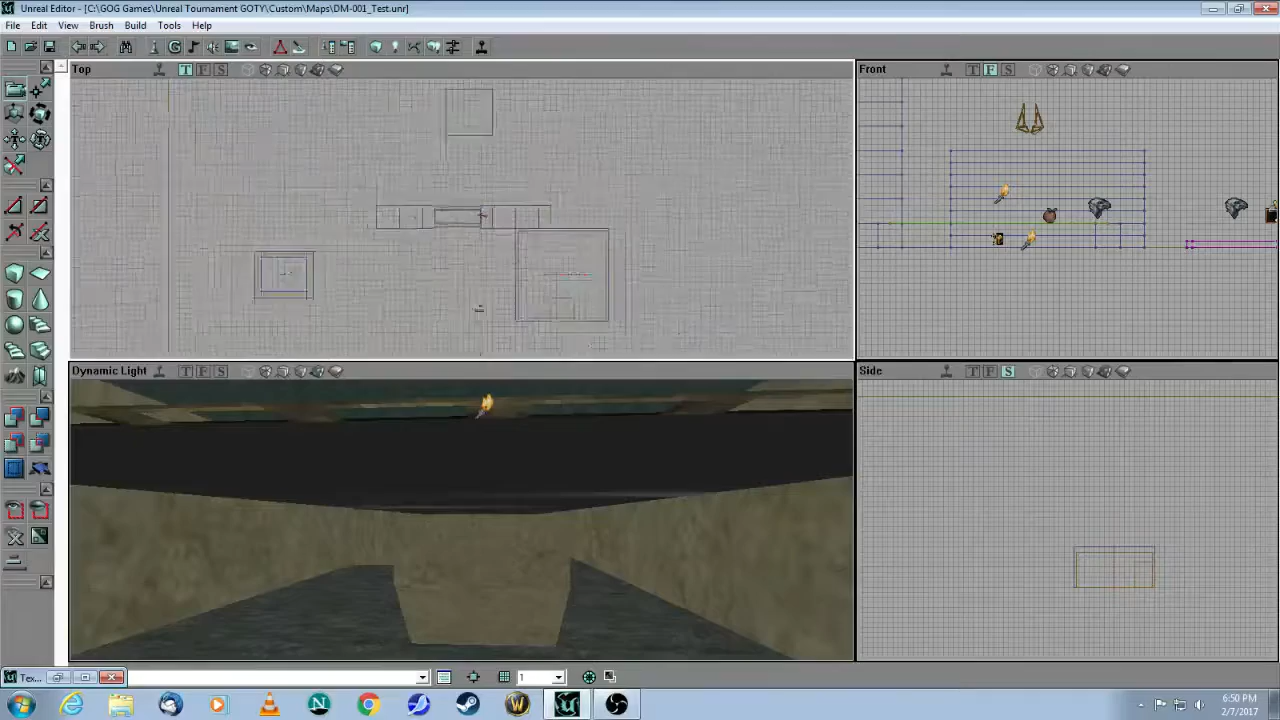 Unreal Editor - [C:\GOG Games\Unreal Tournament GOTY\Custom\Maps\DM-001_Test.unr]
File Edit View Brush Build Tools Help
Top T F S
Front T F S
Dynamic Light T F S
Side T F S
Tex...
1
6:50 PM
2/7/2017